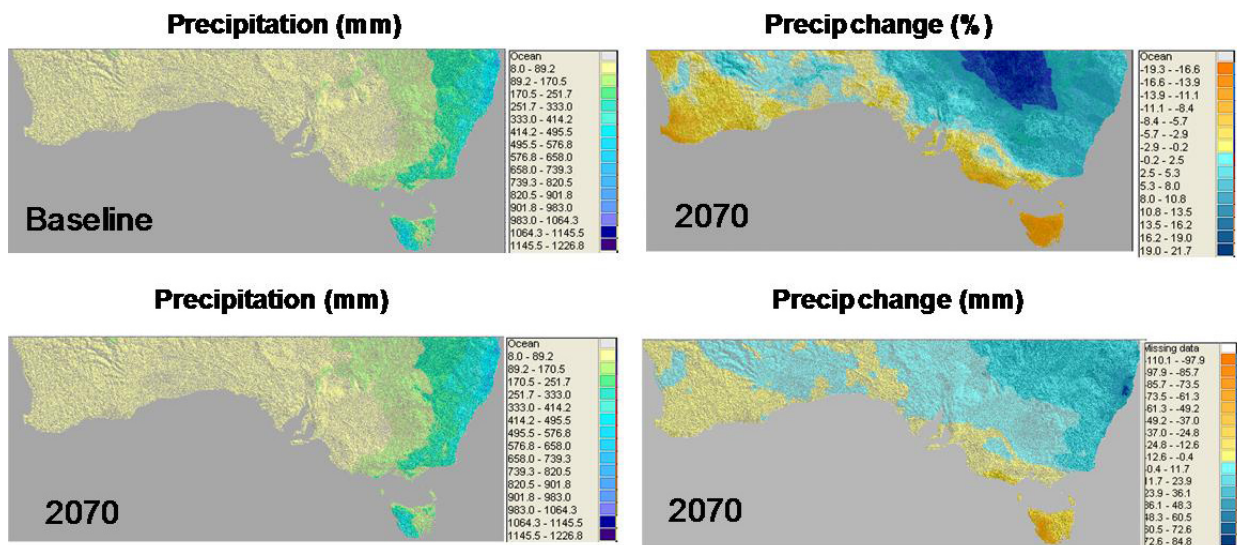 Precipitation (mm)
Ocean
8.0 - 89.2
89.2 - 170.5
170.5 - 251.7
251.7 - 333.0
333.0 - 414.2
414.2 - 495.5
495.5 - 576.8
576.8 - 658.0
658.0 - 739.3
739.3 - 820.5
820.5 - 901.8
901.8 - 983.0
983.0 - 1064.3
1064.3 - 1145.5
1145.5 - 1226.8
Baseline
Precip change (%)
Ocean
-19.3 - -16.6
-16.6 - -13.9
-13.9 - -11.1
-11.1 - -8.4
-8.4 - -5.7
-5.7 - -2.9
-2.9 - -0.2
-0.2 - 2.5
2.5 - 5.3
5.3 - 8.0
8.0 - 10.8
10.8 - 13.5
13.5 - 16.2
16.2 - 19.0
19.0 - 21.7
2070
Precipitation (mm)
Ocean
8.0 - 89.2
89.2 - 170.5
170.5 - 251.7
251.7 - 333.0
333.0 - 414.2
414.2 - 495.5
495.5 - 576.8
576.8 - 658.0
658.0 - 739.3
739.3 - 820.5
820.5 - 901.8
901.8 - 983.0
983.0 - 1064.3
1064.3 - 1145.5
1145.5 - 1226.8
2070
Precip change (mm)
Missing data
110.1 - -97.9
97.9 - -85.7
85.7 - -73.5
73.5 - -61.3
61.3 - -49.2
49.2 - -37.0
37.0 - -24.8
24.8 - -12.6
12.6 - -0.4
0.4 - 11.7
11.7 - 23.9
23.9 - 36.1
36.1 - 48.3
48.3 - 60.5
60.5 - 72.6
72.6 - 84.8
2070